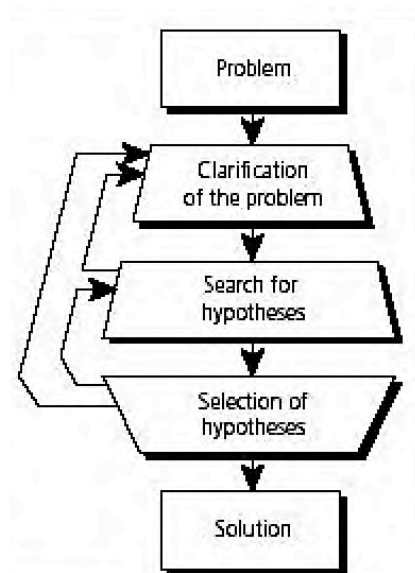 Problem
Clarification
of the problem
Search for
hypotheses
Selection of
hypotheses
Solution